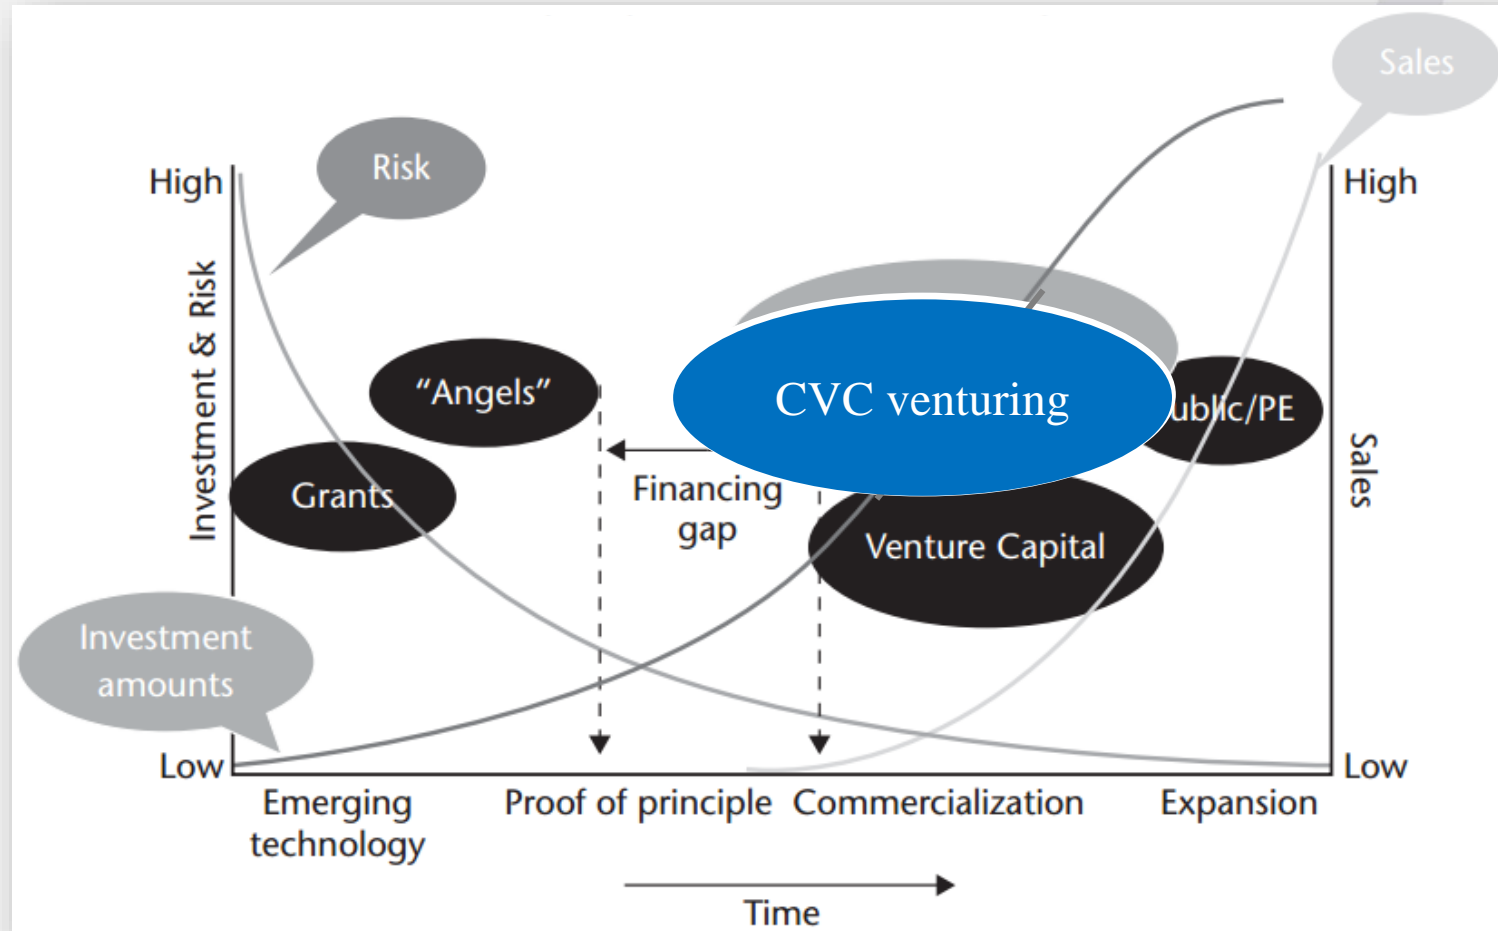 Sales
Risk
High
High
Investment & Risk
"Angels"
CVC venturing
ublic/PE
Sales
Grants
Financing
gap
Venture Capital
Investment
amounts
Low
Low
Emerging
technology
Proof of principle
Commercialization
Expansion
Time